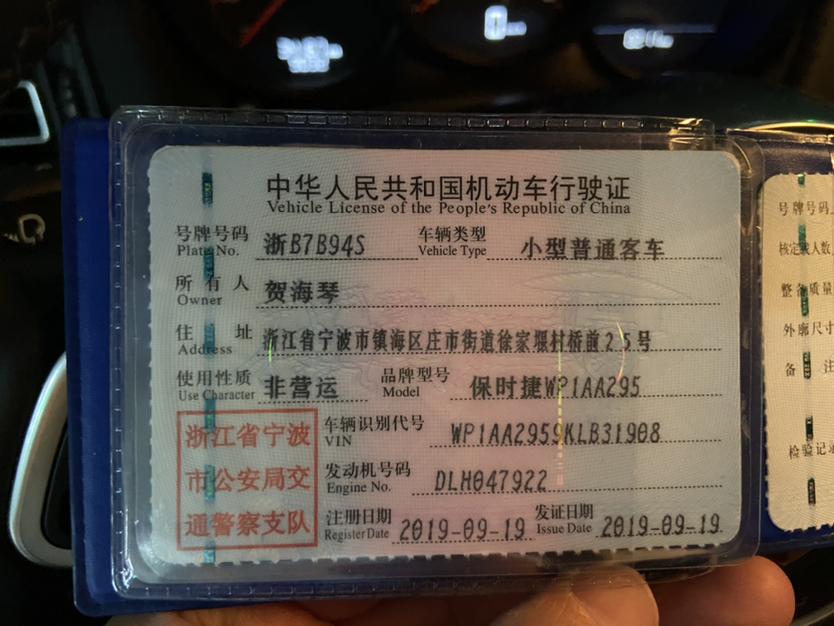 中华人民共和国机动车行驶证
Vehicle License of the People's Republic of China
号牌号码 浙B7B94S 车辆类型 小型普通客车
Plate No. Vehicle Type
所有人 贺海琴
Owner
住址 浙江省宁波市镇海区庄市街道徐家堰村桥前25号
Address
使用性质 非营运 品牌型号 保时捷WP1AA295
Use Character Model
浙江省宁波
市公安局交
通警察支队
车辆识别代号 WP1AA2959KLB31908
VIN
发动机号码 DLH047922
Engine No.
注册日期 2019-09-19 发证日期 2019-09-19
Register Date Issue Date
号牌号码
核定载人数
整备质量
外廓尺寸
备注
检验记录